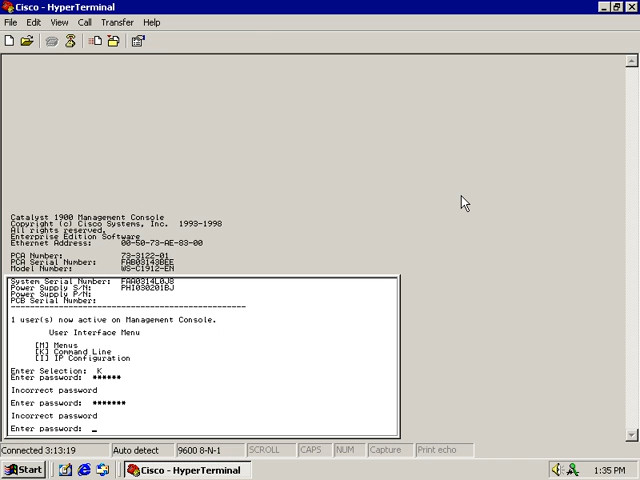 Cisco - HyperTerminal
File Edit View Call Transfer Help
Catalyst 1900 Management Console
Copyright (c) Cisco Systems, Inc.  1993-1998
All rights reserved.
Enterprise Edition Software
Ethernet Address:      00-50-73-AE-83-00
PCA Number:            73-3122-01
PCA Serial Number:     FAB03143BEE
Model Number:          WS-C1912-EN
System Serial Number:  FAA0314L0J8
Power Supply S/N:      PHI030201BJ
Power Supply P/N:
PCB Serial Number:
-------------------------------------------------
1 user(s) now active on Management Console.
User Interface Menu
[M] Menus
[K] Command Line
[I] IP Configuration
Enter Selection:  K
Enter password:  ******
Incorrect password
Enter password:  *******
Incorrect password
Enter password:  _
Connected 3:13:19 Auto detect 9600 8-N-1 SCROLL CAPS NUM Capture Print echo
Start Cisco - HyperTerminal 1:35 PM